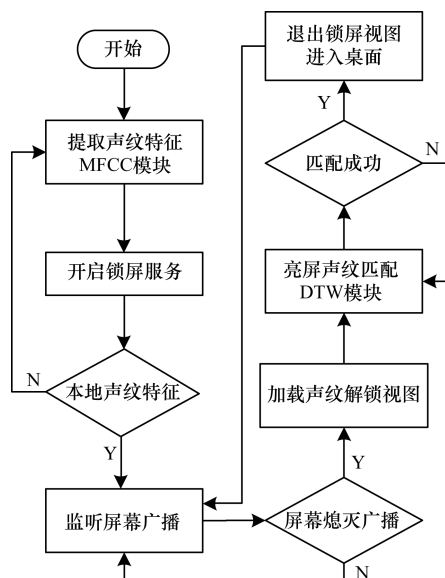 开始
提取声纹特征
MFCC模块
开启锁屏服务
本地声纹特征
N
Y
监听屏幕广播
退出锁屏视图
进入桌面
Y
匹配成功
N
亮屏声纹匹配
DTW模块
加载声纹解锁视图
Y
屏幕熄灭广播
N